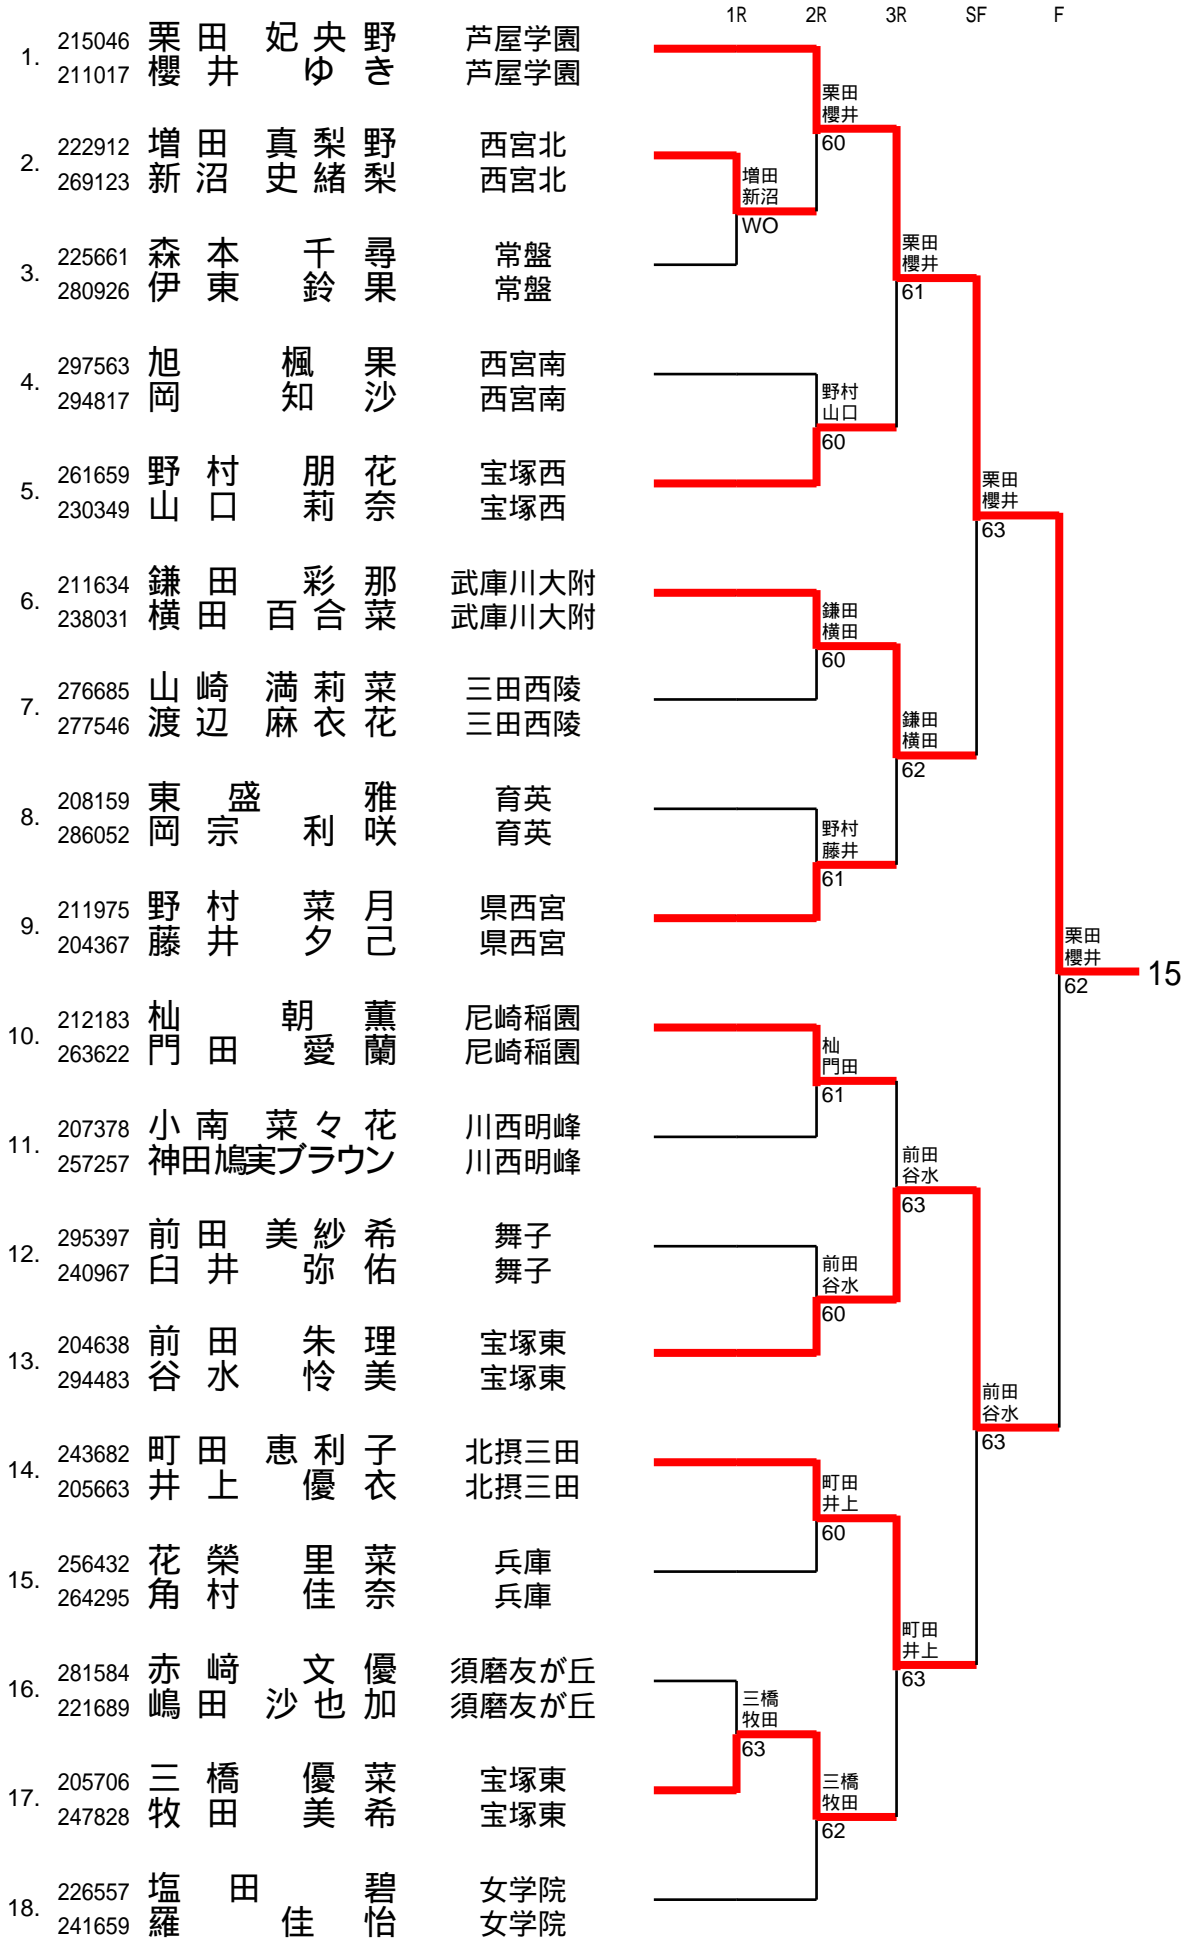 1R 2R 3R SF F
1. 215046 栗田 妃央野 芦屋学園
211017 櫻井 ゆき 芦屋学園
栗田
櫻井
60
2. 222912 増田 真梨野 西宮北
269123 新沼 史緒梨 西宮北
増田
新沼
WO
3. 225661 森本 千尋 常盤
280926 伊東 鈴果 常盤
栗田
櫻井
61
4. 297563 旭 楓果 西宮南
294817 岡 知沙 西宮南
野村
山口
60
5. 261659 野村 朋花 宝塚西
230349 山口 莉奈 宝塚西
栗田
櫻井
63
6. 211634 鎌田 彩那 武庫川大附
238031 横田 百合菜 武庫川大附
鎌田
横田
60
7. 276685 山崎 満莉菜 三田西陵
277546 渡辺 麻衣花 三田西陵
鎌田
横田
62
8. 208159 東盛 雅 育英
286052 岡宗 利咲 育英
野村
藤井
61
9. 211975 野村 菜月 県西宮
204367 藤井 夕己 県西宮
栗田
櫻井
62
15
10. 212183 杣 朝薫 尼崎稲園
263622 門田 愛蘭 尼崎稲園
杣
門田
61
11. 207378 小南 菜々花 川西明峰
257257 神田鳩実ブラウン 川西明峰
前田
谷水
63
12. 295397 前田 美紗希 舞子
240967 臼井 弥佑 舞子
前田
谷水
60
13. 204638 前田 朱理 宝塚東
294483 谷水 怜美 宝塚東
前田
谷水
63
14. 243682 町田 恵利子 北摂三田
205663 井上 優衣 北摂三田
町田
井上
60
15. 256432 花榮 里菜 兵庫
264295 角村 佳奈 兵庫
町田
井上
63
16. 281584 赤﨑 文優 須磨友が丘
221689 嶋田 沙也加 須磨友が丘
三橋
牧田
63
17. 205706 三橋 優菜 宝塚東
247828 牧田 美希 宝塚東
三橋
牧田
62
18. 226557 塩田 碧 女学院
241659 羅 佳怡 女学院